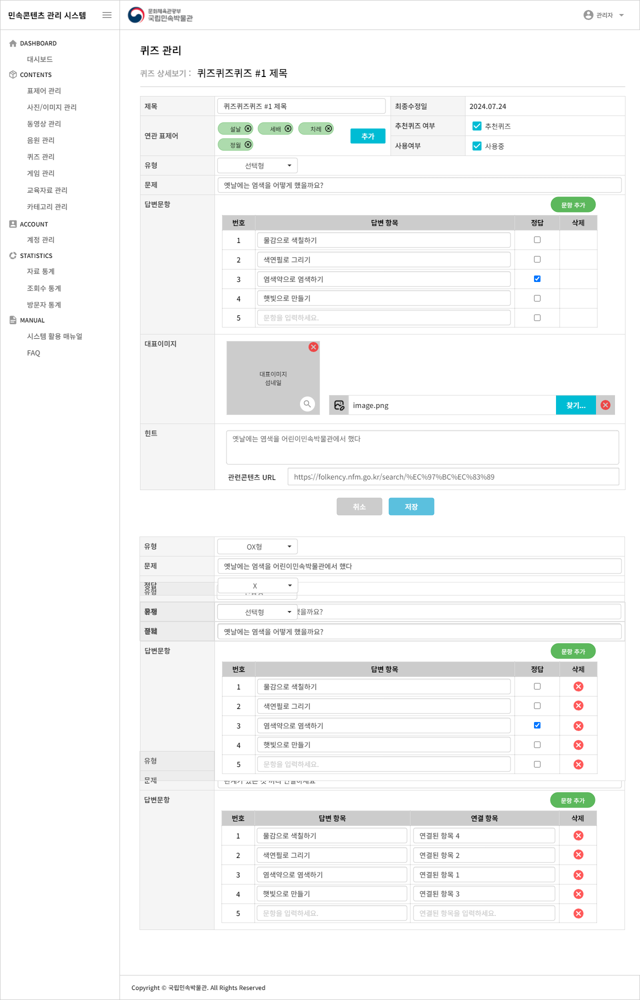 민속콘텐츠 관리 시스템
문화체육관광부
국립민속박물관
관리자
DASHBOARD
대시보드
CONTENTS
표제어 관리
사진/이미지 관리
동영상 관리
음원 관리
퀴즈 관리
게임 관리
교육자료 관리
카테고리 관리
ACCOUNT
계정 관리
STATISTICS
자료 통계
조회수 통계
방문자 통계
MANUAL
시스템 활용 매뉴얼
FAQ
퀴즈 관리
퀴즈 상세보기 : 퀴즈퀴즈퀴즈 #1 제목
제목 퀴즈퀴즈퀴즈 #1 제목 최종수정일 2024.07.24
연관 표제어 설날 세배 차례 정월 추가
추천퀴즈 여부 추천퀴즈
사용여부 사용중
유형 선택형
문제 옛날에는 염색을 어떻게 했을까요?
답변문항 문항 추가
번호 답변 항목 정답 삭제
1 물감으로 색칠하기
2 색연필로 그리기
3 염색약으로 염색하기
4 햇빛으로 만들기
5 문항을 입력하세요.
대표이미지
대표이미지
섬네일
image.png 찾기...
힌트 옛날에는 염색을 어린이민속박물관에서 했다
관련콘텐츠 URL https://folkency.nfm.go.kr/search/%EC%97%BC%EC%83%89
취소 저장
유형 OX형
문제 옛날에는 염색을 어린이민속박물관에서 했다
정답 X
유형
유형 선택형 했을까요?
문제 옛날에는 염색을 어떻게 했을까요?
답변문항 문항 추가
번호 답변 항목 정답 삭제
1 물감으로 색칠하기
2 색연필로 그리기
3 염색약으로 염색하기
4 햇빛으로 만들기
5 문항을 입력하세요.
유형
문제
답변문항 문항 추가
번호 답변 항목 연결 항목 삭제
1 물감으로 색칠하기 연결된 항목 4
2 색연필로 그리기 연결된 항목 2
3 염색약으로 염색하기 연결된 항목 1
4 햇빛으로 만들기 연결된 항목 3
5 문항을 입력하세요. 연결된 항목을 입력하세요.
Copyright © 국립민속박물관. All Rights Reserved